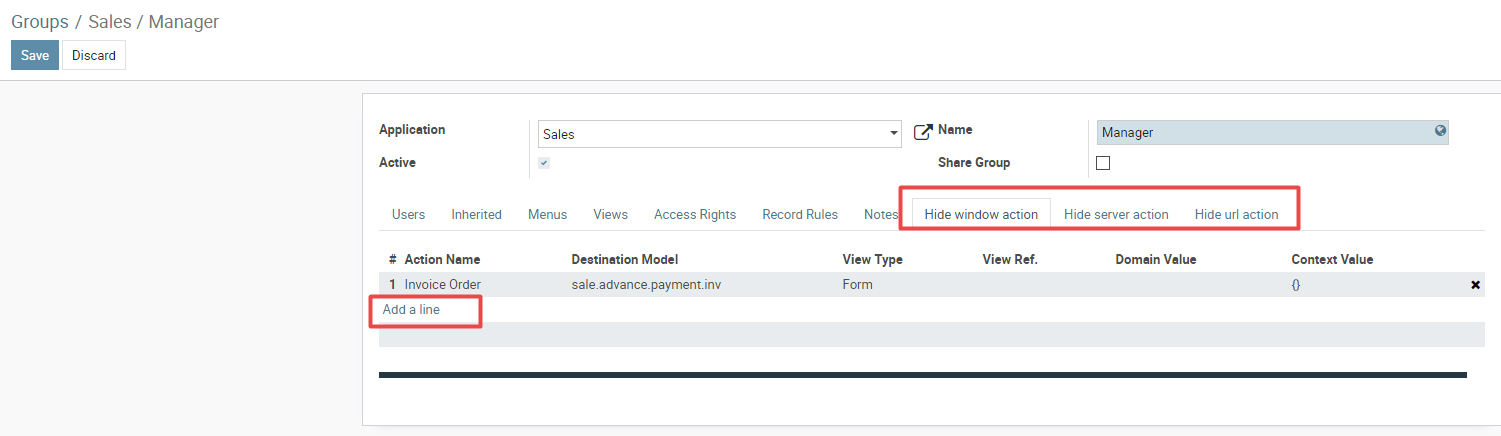 Groups / Sales / Manager
Save Discard
Application Sales Name Manager
Active Share Group
Users Inherited Menus Views Access Rights Record Rules Notes Hide window action Hide server action Hide url action
# Action Name Destination Model View Type View Ref. Domain Value Context Value
1 Invoice Order sale.advance.payment.inv Form {}
Add a line